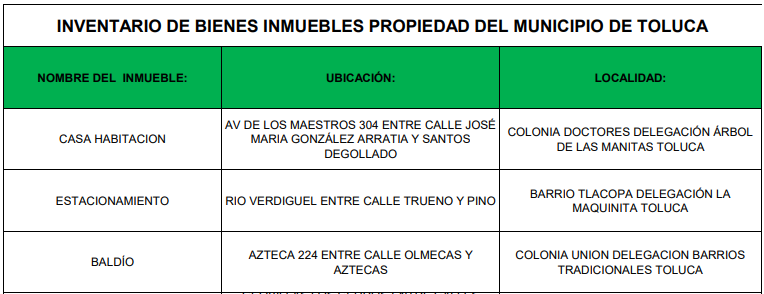 INVENTARIO DE BIENES INMUEBLES PROPIEDAD DEL MUNICIPIO DE TOLUCA
NOMBRE DEL INMUEBLE:
UBICACIÓN:
LOCALIDAD:
CASA HABITACION
AV DE LOS MAESTROS 304 ENTRE CALLE JOSÉ
MARIA GONZÁLEZ ARRATIA Y SANTOS
DEGOLLADO
COLONIA DOCTORES DELEGACIÓN ÁRBOL
DE LAS MANITAS TOLUCA
ESTACIONAMIENTO
RIO VERDIGUEL ENTRE CALLE TRUENO Y PINO
BARRIO TLACOPA DELEGACIÓN LA
MAQUINITA TOLUCA
BALDÍO
AZTECA 224 ENTRE CALLE OLMECAS Y
AZTECAS
COLONIA UNION DELEGACION BARRIOS
TRADICIONALES TOLUCA